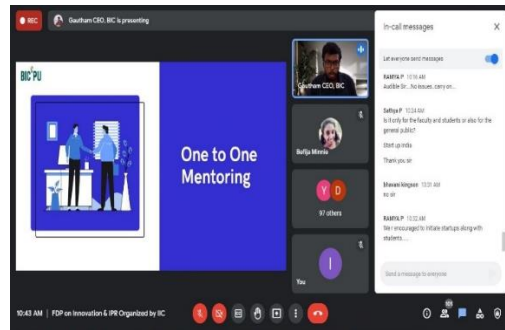 REC
Gautham CEO, BIC is presenting
BIC PU
One to One
Mentoring
Gautham CEO, BIC
Bafija Minnie
Y D
97 others
I
You
In-call messages
Let everyone send messages
RAMYA P 10:16 AM
Audible Sir...No issues, carry on...
Sathya P 10:24 AM
Is it only for the faculty and students or also for the
general public?
Start up india
Thank you sir
Bhavani kingson 10:31 AM
no sir
RAMYA P 10:32 AM
We r encouraged to initiate startups along with
students.....
Send a message to everyone
10:43 AM | FDP on Innovation & IPR Organized by IIC